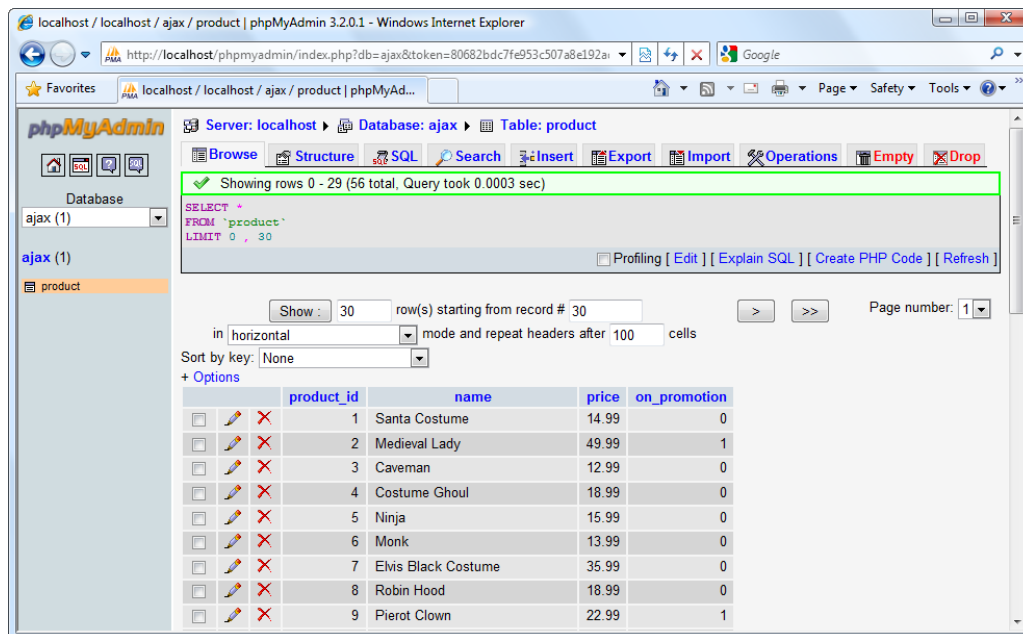 localhost / localhost / ajax / product | phpMyAdmin 3.2.0.1 - Windows Internet Explorer
http://localhost/phpmyadmin/index.php?db=ajax&token=80682bdc7fe953c507a8e192a
Google
Favorites
localhost / localhost / ajax / product | phpMyAd...
Page
Safety
Tools
phpMyAdmin
Server: localhost
Database: ajax
Table: product
Browse
Structure
SQL
Search
Insert
Export
Import
Operations
Empty
Drop
Database
ajax (1)
ajax (1)
product
Showing rows 0 - 29 (56 total, Query took 0.0003 sec)
SELECT *
FROM `product`
LIMIT 0 , 30
Profiling [ Edit ] [ Explain SQL ] [ Create PHP Code ] [ Refresh ]
Show : 30 row(s) starting from record # 30 > >> Page number: 1
in horizontal mode and repeat headers after 100 cells
Sort by key: None
+ Options
product_id name price on_promotion
1 Santa Costume 14.99 0
2 Medieval Lady 49.99 1
3 Caveman 12.99 0
4 Costume Ghoul 18.99 0
5 Ninja 15.99 0
6 Monk 13.99 0
7 Elvis Black Costume 35.99 0
8 Robin Hood 18.99 0
9 Pierot Clown 22.99 1